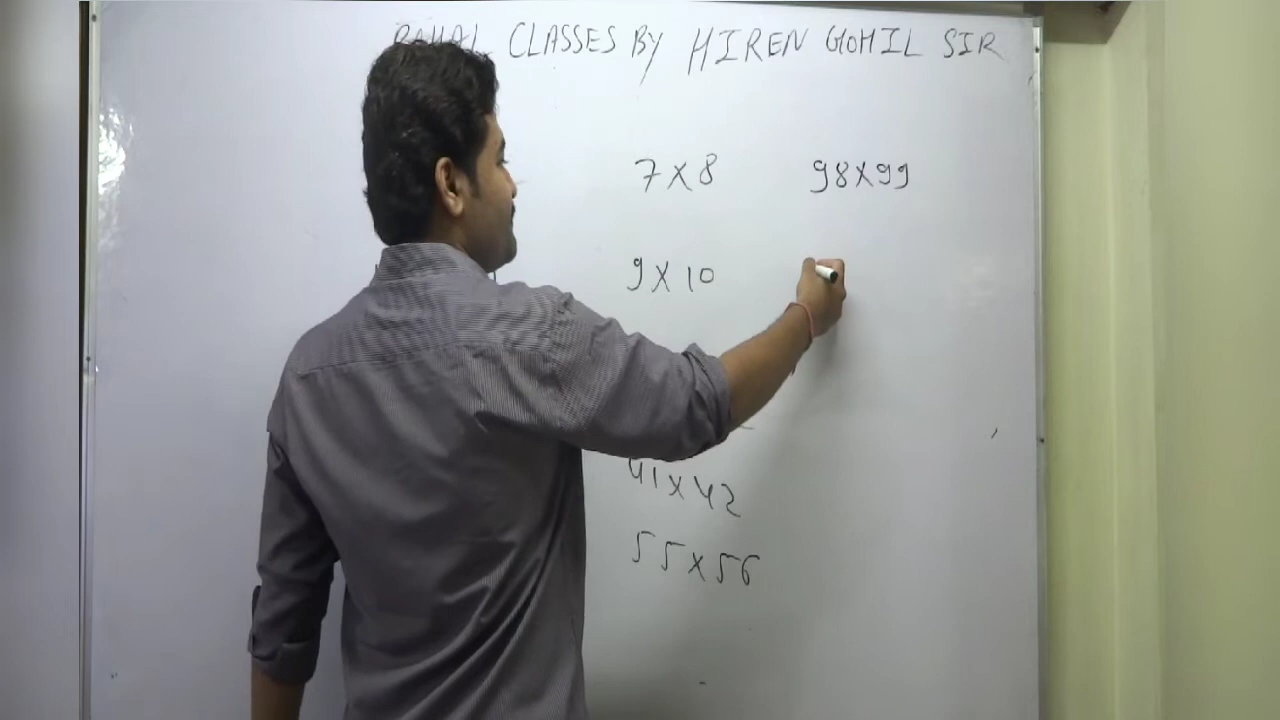 CLASSES BY HIREN GOHIL SIR
7X8
98X99
9X10
41X42
55X56